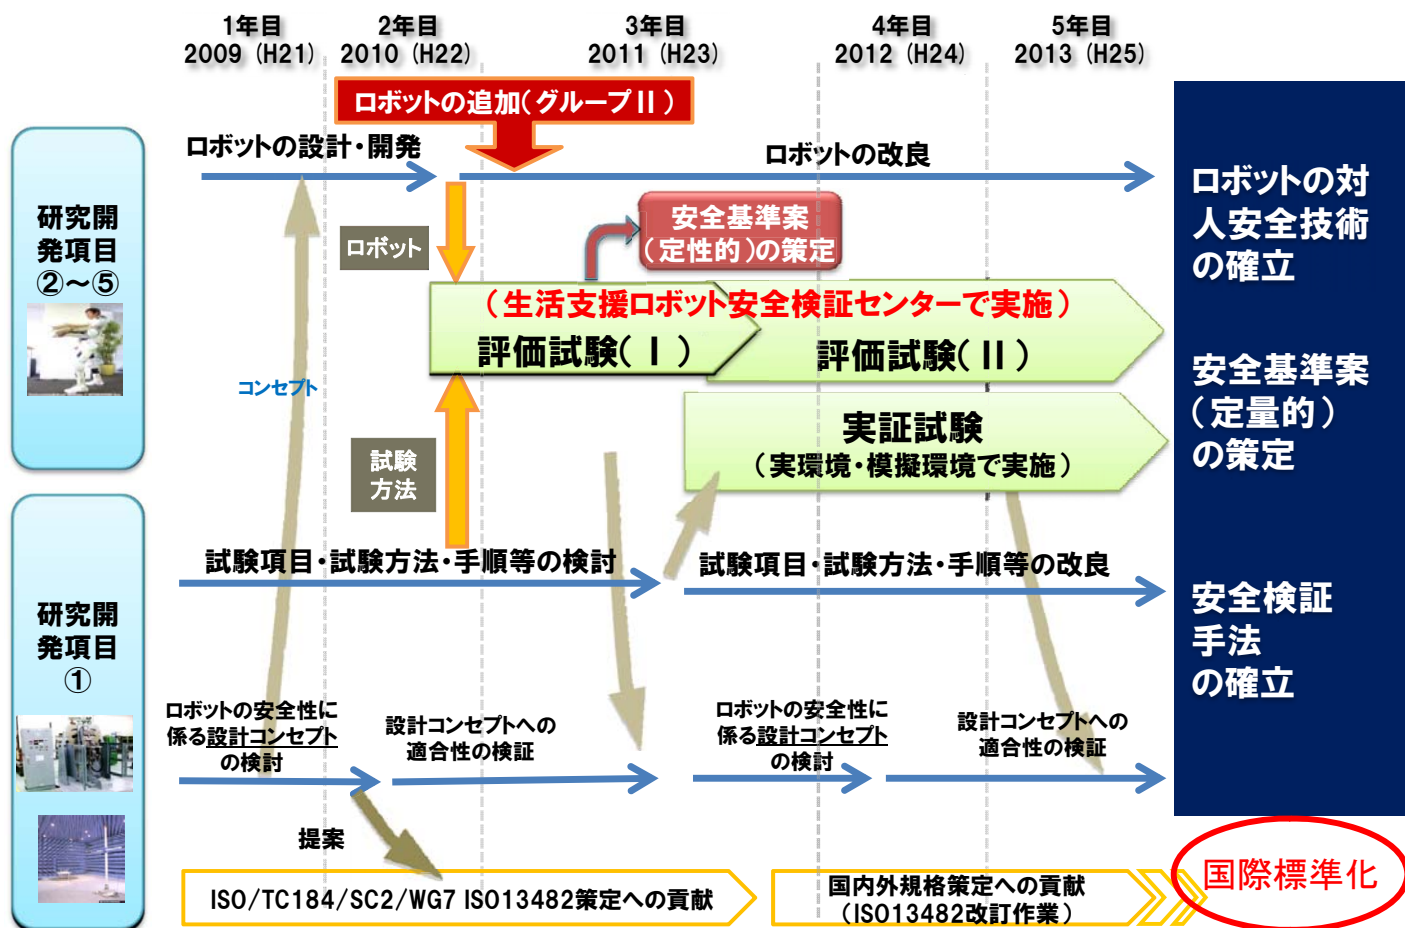 1年目
2009 (H21)
2年目
2010 (H22)
3年目
2011 (H23)
4年目
2012 (H24)
5年目
2013 (H25)
ロボットの追加(グループⅡ)
ロボットの設計・開発
ロボットの改良
研究開
発項目
②～⑤
ロボット
安全基準案
(定性的)の策定
(生活支援ロボット安全検証センターで実施)
評価試験(Ⅰ)
評価試験(Ⅱ)
コンセプト
試験
方法
実証試験
(実環境・模擬環境で実施)
試験項目・試験方法・手順等の検討
試験項目・試験方法・手順等の改良
研究開
発項目
①
ロボットの安全性に
係る設計コンセプト
の検討
設計コンセプトへの
適合性の検証
ロボットの安全性に
係る設計コンセプト
の検討
設計コンセプトへの
適合性の検証
提案
ISO/TC184/SC2/WG7 ISO13482策定への貢献
国内外規格策定への貢献
(ISO13482改訂作業)
ロボットの対
人安全技術
の確立
安全基準案
(定量的)
の策定
安全検証
手法
の確立
国際標準化